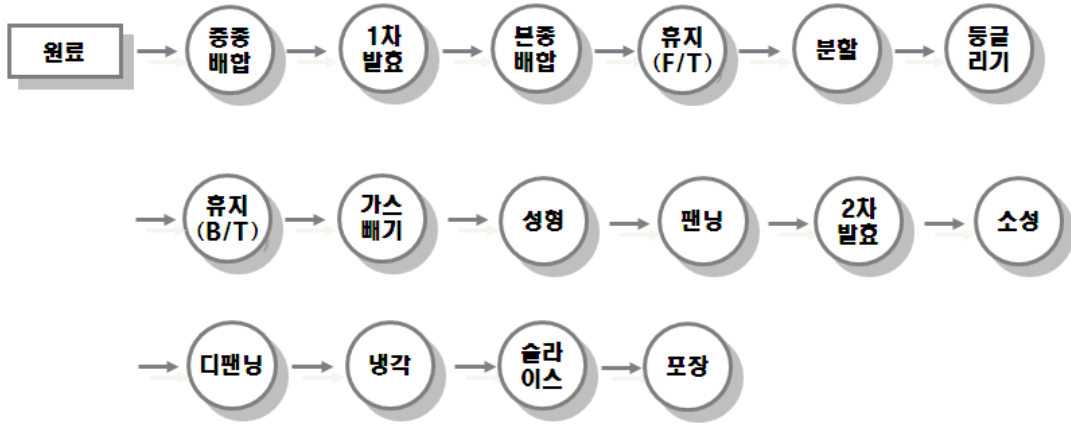 원료
중종
배합
1차
발효
본종
배합
휴지
(F/T)
분할
둥글
리기
휴지
(B/T)
가스
빼기
성형
팬닝
2차
발효
소성
디팬닝
냉각
슬라
이스
포장